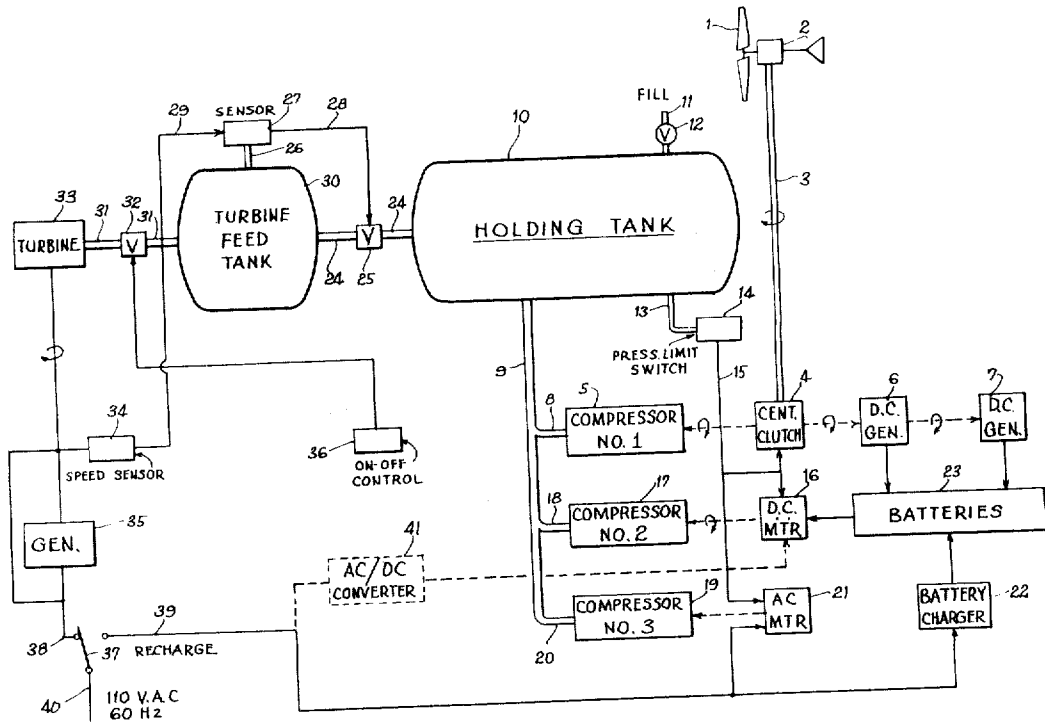 1
2
29
SENSOR
27
28
FILL
11
V
12
10
26
30
33
32
31
31
TURBINE
V
TURBINE
FEED
TANK
24
V
24
25
HOLDING TANK
3
13
14
PRESS. LIMIT
SWITCH
15
9
8
5
COMPRESSOR
NO. 1
4
CENT.
CLUTCH
6
D.C.
GEN.
7
D.C.
GEN.
34
SPEED SENSOR
36
ON-OFF
CONTROL
35
GEN.
18
17
COMPRESSOR
NO. 2
16
D.C.
MTR
23
BATTERIES
41
AC/DC
CONVERTER
19
COMPRESSOR
NO. 3
20
AC
MTR
21
BATTERY
CHARGER
22
38
37
39
RECHARGE
40
110 V.A.C
60 HZ